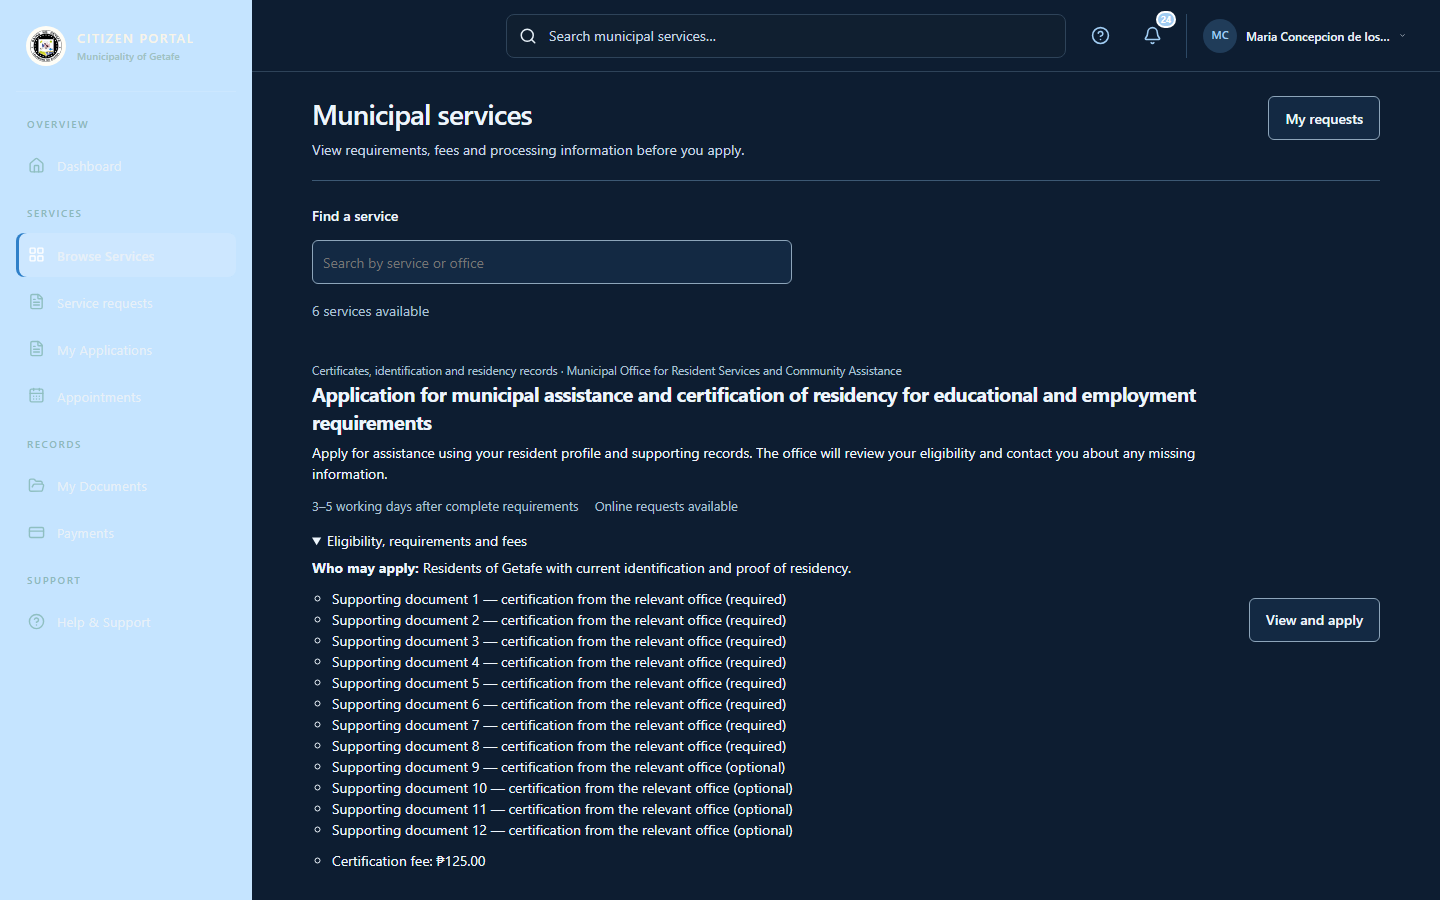 CITIZEN PORTAL
Municipality of Getafe
OVERVIEW
Dashboard
SERVICES
Browse Services
Service requests
My Applications
Appointments
RECORDS
My Documents
Payments
SUPPORT
Help & Support
Search municipal services...
24
MC
Maria Concepcion de los...
Municipal services
View requirements, fees and processing information before you apply.
My requests
Find a service
Search by service or office
6 services available
Certificates, identification and residency records · Municipal Office for Resident Services and Community Assistance
Application for municipal assistance and certification of residency for educational and employment
requirements
Apply for assistance using your resident profile and supporting records. The office will review your eligibility and contact you about any missing
information.
3–5 working days after complete requirements Online requests available
Eligibility, requirements and fees
Who may apply: Residents of Getafe with current identification and proof of residency.
Supporting document 1 — certification from the relevant office (required)
Supporting document 2 — certification from the relevant office (required)
Supporting document 3 — certification from the relevant office (required)
Supporting document 4 — certification from the relevant office (required)
Supporting document 5 — certification from the relevant office (required)
Supporting document 6 — certification from the relevant office (required)
Supporting document 7 — certification from the relevant office (required)
Supporting document 8 — certification from the relevant office (required)
Supporting document 9 — certification from the relevant office (optional)
Supporting document 10 — certification from the relevant office (optional)
Supporting document 11 — certification from the relevant office (optional)
Supporting document 12 — certification from the relevant office (optional)
Certification fee: ₱125.00
View and apply